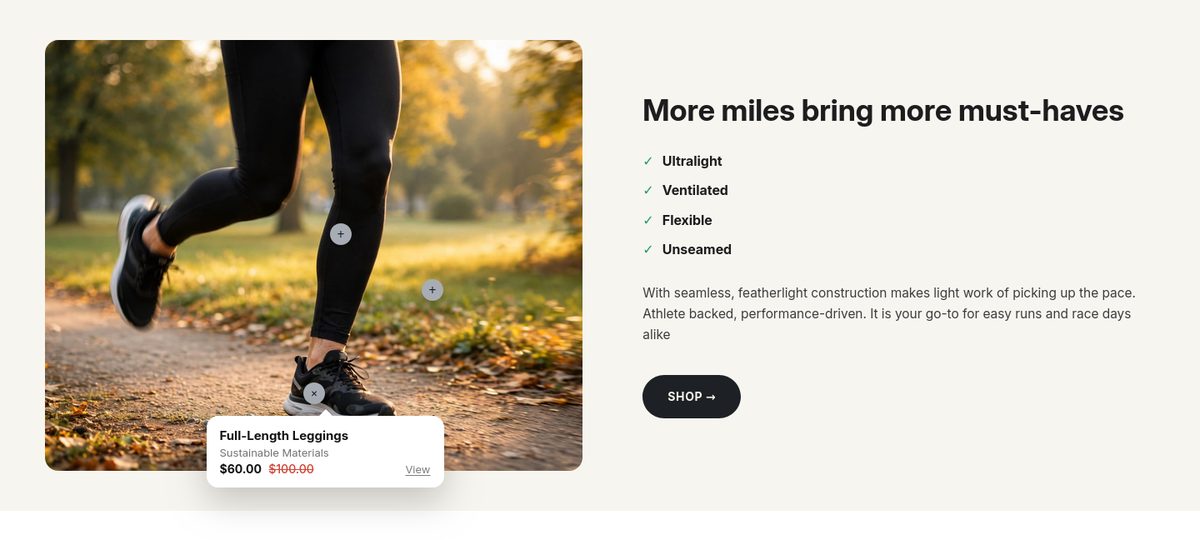 More miles bring more must-haves
✓ Ultralight
✓ Ventilated
✓ Flexible
✓ Unseamed
With seamless, featherlight construction makes light work of picking up the pace.
Athlete backed, performance-driven. It is your go-to for easy runs and race days
alike
SHOP →
Full-Length Leggings
Sustainable Materials
$60.00 $100.00 View